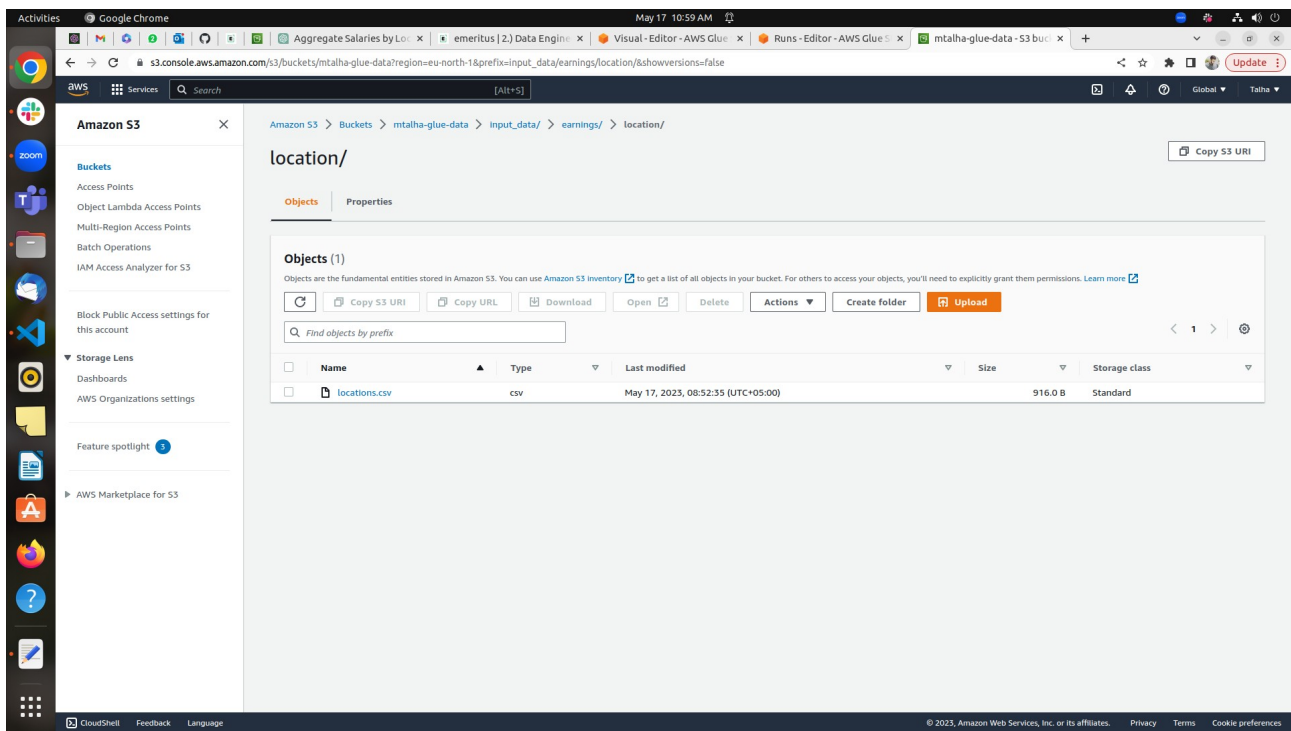 Activities Google Chrome May 17 10:59 AM
Aggregate Salaries by Loc emeritus | 2.) Data Engine Visual - Editor - AWS Glue Runs - Editor - AWS Glue S mtalha-glue-data - S3 buc
s3.console.aws.amazon.com/s3/buckets/mtalha-glue-data?region=eu-north-1&prefix=input_data/earnings/location/&showversions=false Update
aws Services Search [Alt+S] Global Talha
Amazon S3
Amazon S3 > Buckets > mtalha-glue-data > input_data/ > earnings/ > location/
location/ Copy S3 URI
Buckets
Access Points
Object Lambda Access Points
Multi-Region Access Points
Batch Operations
IAM Access Analyzer for S3
Block Public Access settings for
this account
Storage Lens
Dashboards
AWS Organizations settings
Feature spotlight 3
AWS Marketplace for S3
Objects Properties
Objects (1)
Objects are the fundamental entities stored in Amazon S3. You can use Amazon S3 inventory to get a list of all objects in your bucket. For others to access your objects, you'll need to explicitly grant them permissions. Learn more
Copy S3 URI Copy URL Download Open Delete Actions Create folder Upload
Find objects by prefix < 1 >
Name Type Last modified Size Storage class
locations.csv csv May 17, 2023, 08:52:35 (UTC+05:00) 916.0 B Standard
zoom
CloudShell Feedback Language © 2023, Amazon Web Services, Inc. or its affiliates. Privacy Terms Cookie preferences